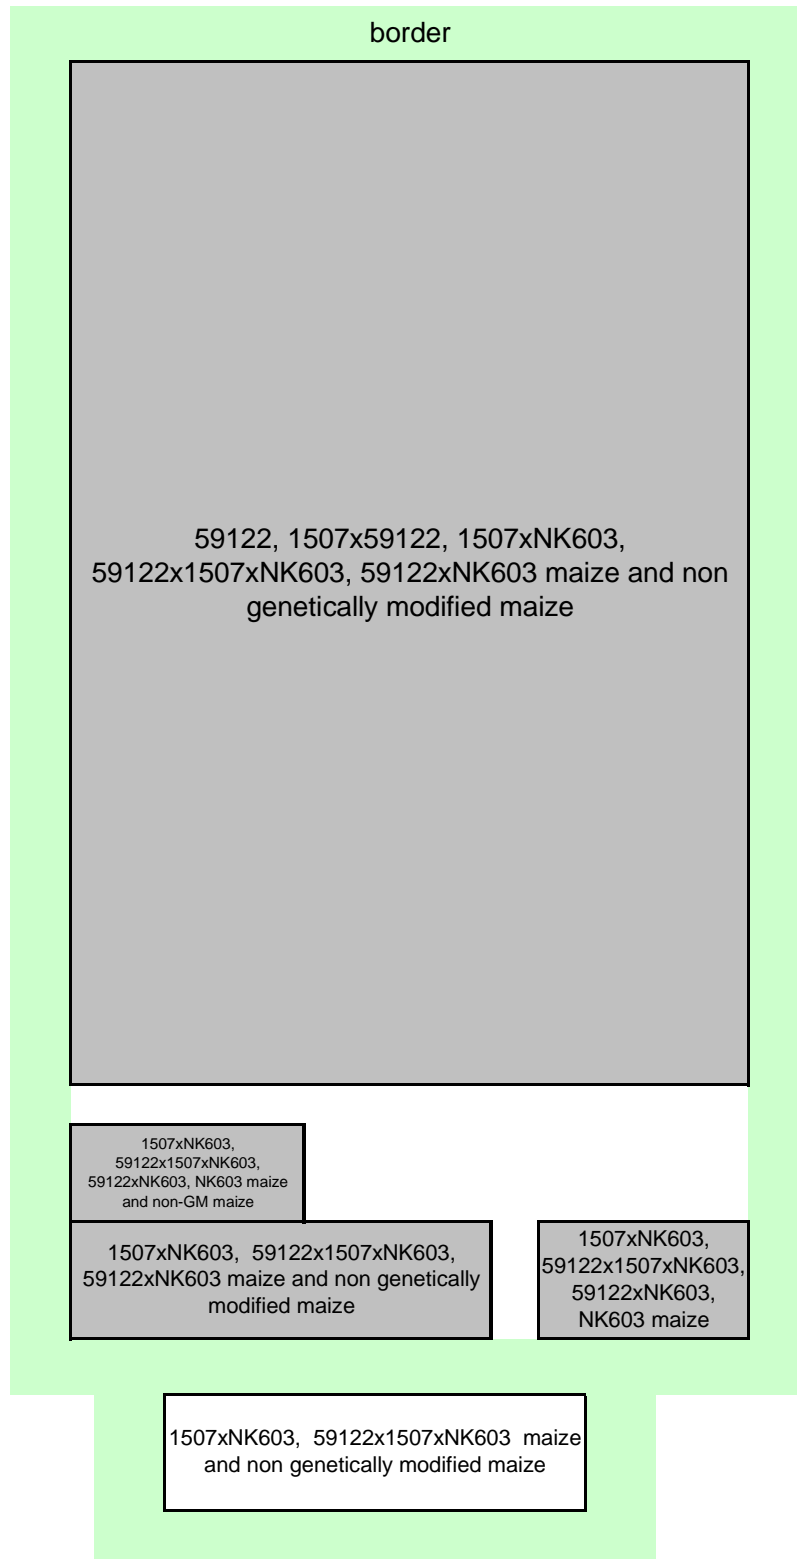 border
59122, 1507x59122, 1507xNK603,
59122x1507xNK603, 59122xNK603 maize and non
genetically modified maize
1507xNK603,
59122x1507xNK603,
59122xNK603, NK603 maize
and non-GM maize
1507xNK603, 59122x1507xNK603,
59122xNK603 maize and non genetically
modified maize
1507xNK603,
59122x1507xNK603,
59122xNK603,
NK603 maize
1507xNK603, 59122x1507xNK603 maize
and non genetically modified maize